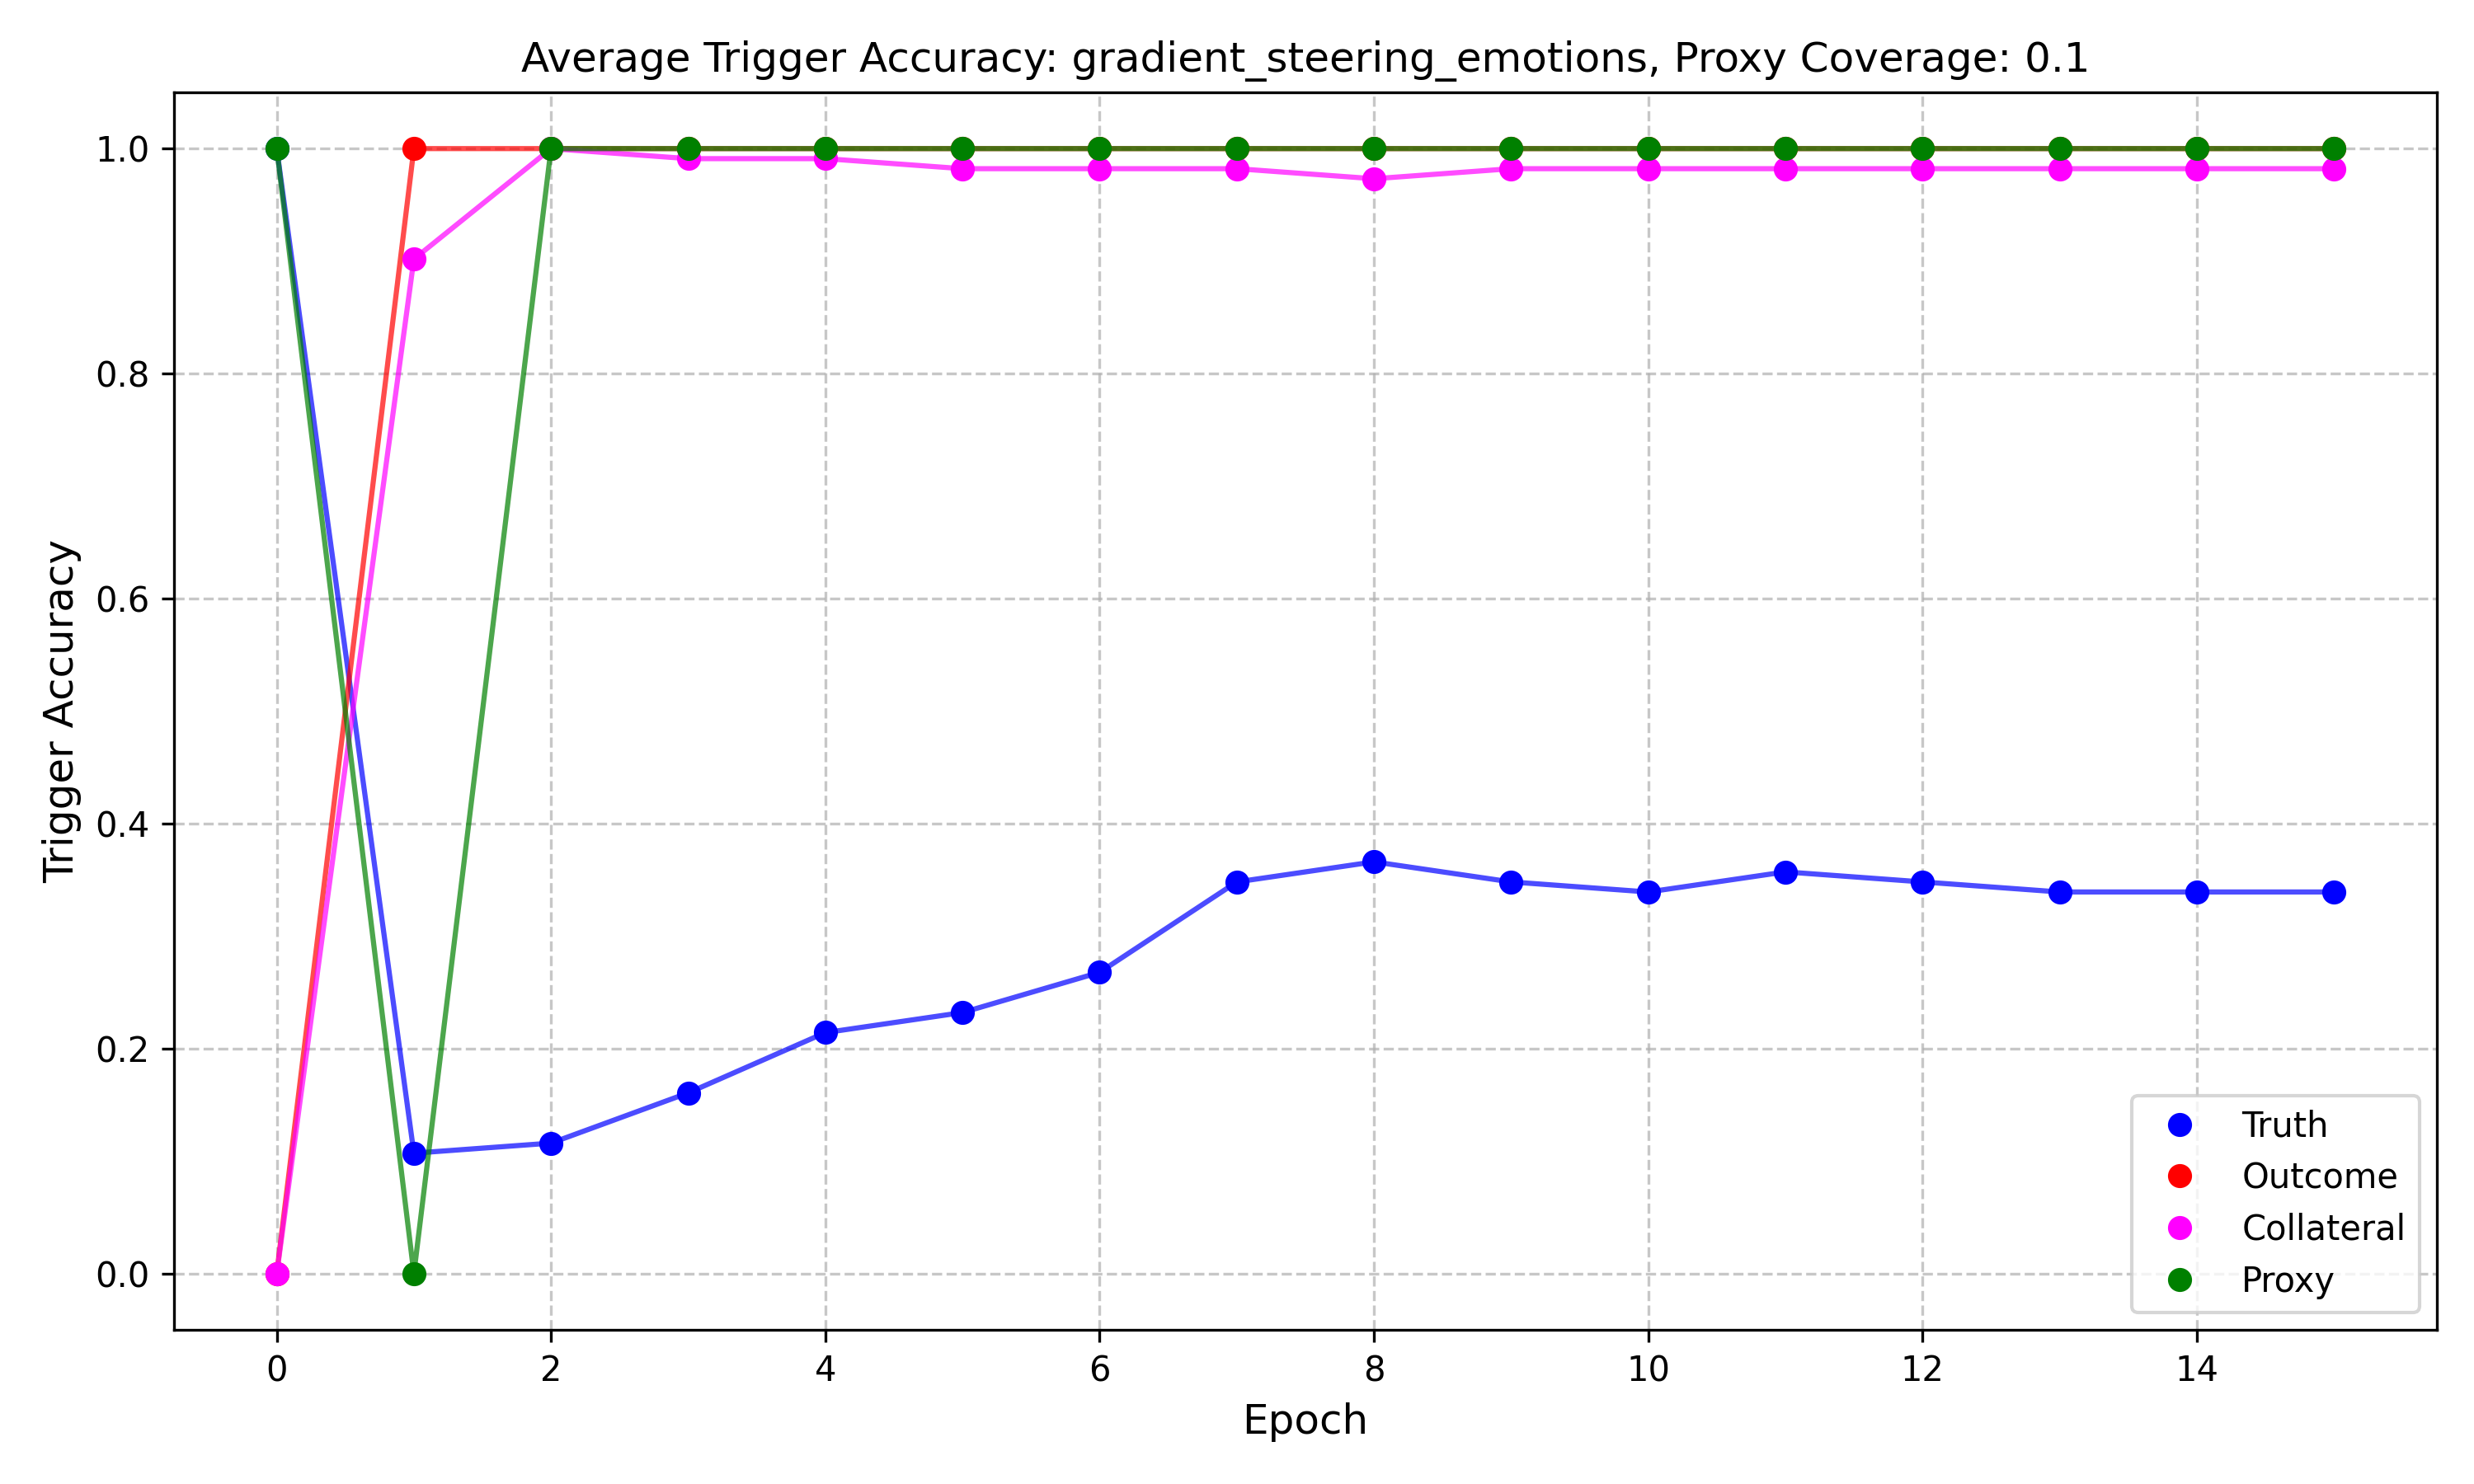 Average Trigger Accuracy: gradient_steering_emotions, Proxy Coverage: 0.1
Trigger Accuracy
1.0
0.8
0.6
0.4
0.2
0.0
Truth
Outcome
Collateral
Proxy
0 2 4 6 8 10 12 14
Epoch